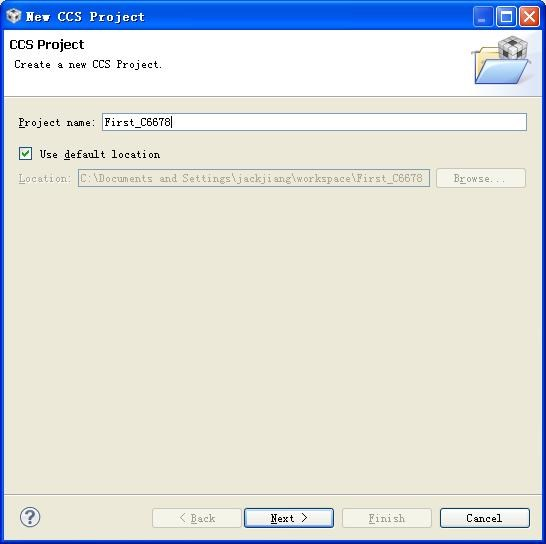 New CCS Project
CCS Project
Create a new CCS Project.
Project name: First_C6678
Use default location
Location: C:\Documents and Settings\jackjiang\workspace\First_C6678 Browse...
? < Back Next > Finish Cancel